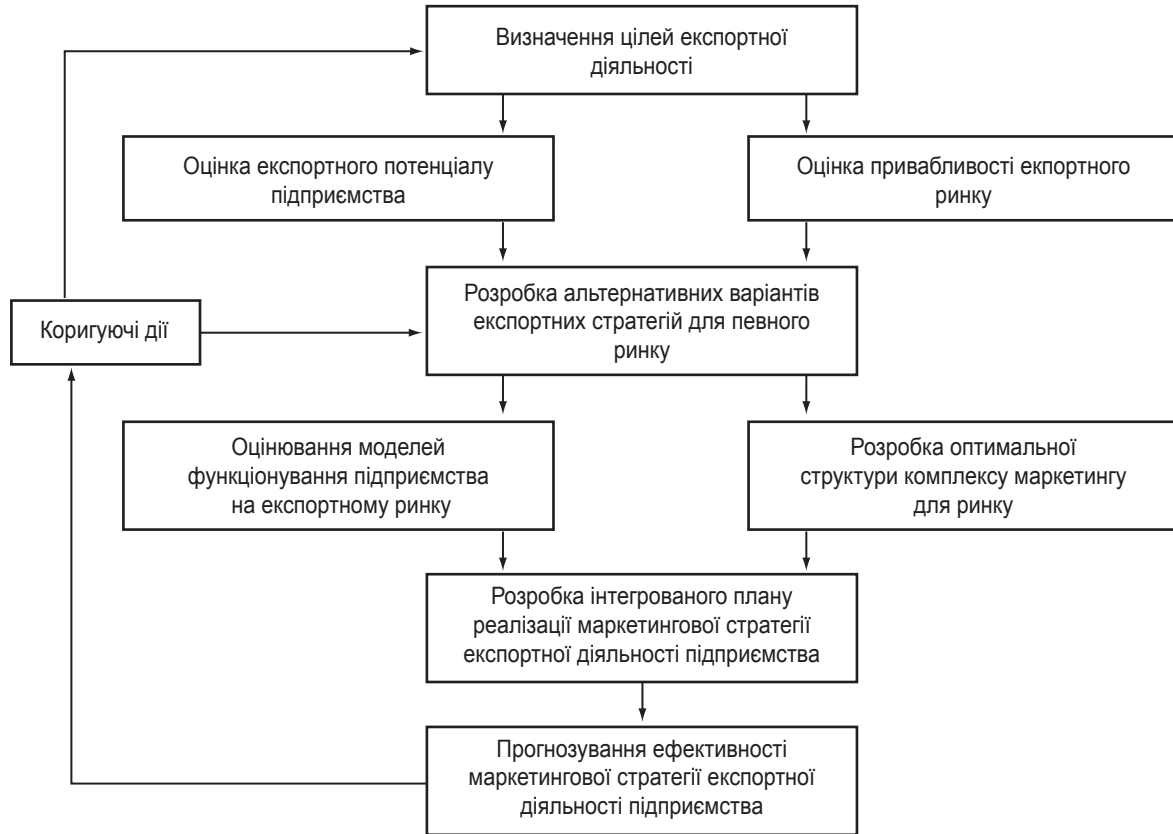 Визначення цілей експортної
діяльності
Оцінка експортного потенціалу
підприємства
Оцінка привабливості екпортного
ринку
Розробка альтернативних варіантів
експортних стратегій для певного
ринку
Коригуючі дії
Оцінювання моделей
функціонування підприємства
на експортному ринку
Розробка оптимальної
структури комплексу маркетингу
для ринку
Розробка інтегрованого плану
реалізації маркетингової стратегії
експортної діяльності підприємства
Прогнозування ефективності
маркетингової стратегії експортної
діяльності підприємства